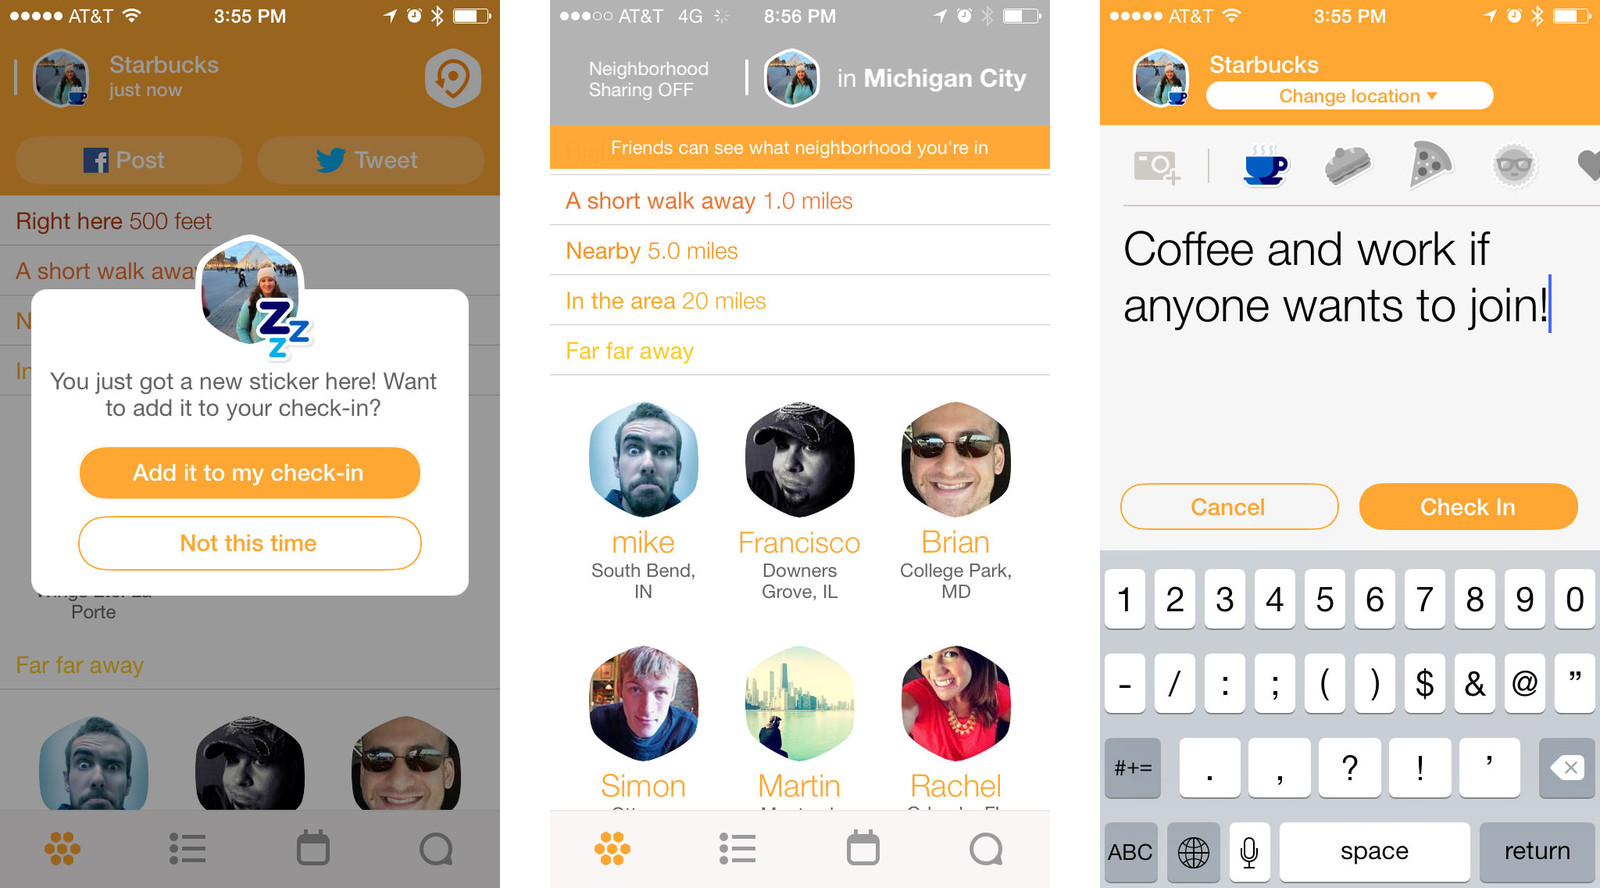 AT&T 3:55 PM
Starbucks
just now
Post
Tweet
Right here 500 feet
A short walk awa
N
In
You just got a new sticker here! Want
to add it to your check-in?
Add it to my check-in
Not this time
Porte
Far far away
AT&T 4G 8:56 PM
Neighborhood
Sharing OFF
in Michigan City
Friends can see what neighborhood you're in
A short walk away 1.0 miles
Nearby 5.0 miles
In the area 20 miles
Far far away
mike Francisco Brian
South Bend, Downers College Park,
IN Grove, IL MD
Simon Martin Rachel
AT&T 3:55 PM
Starbucks
Change location
Coffee and work if
anyone wants to join!
Cancel Check In
1 2 3 4 5 6 7 8 9 0
- / : ; ( ) $ & @ ”
#+= . , ? ! ’
ABC space return